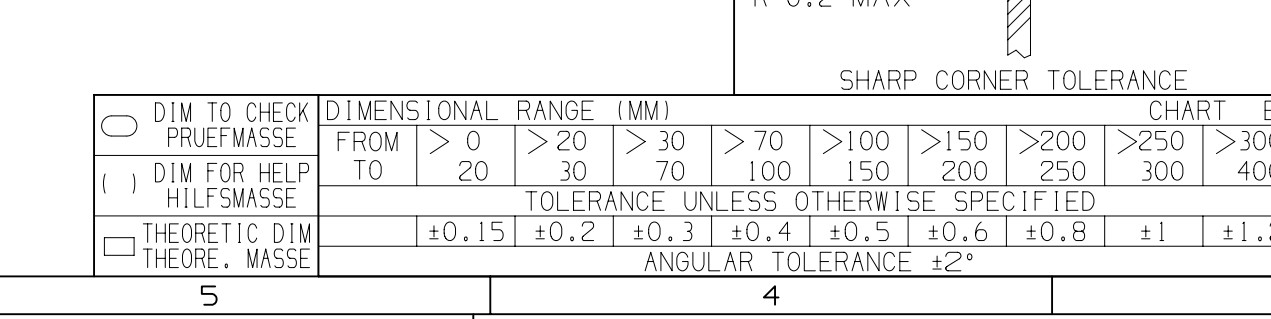 R 0.2 MAX
SHARP CORNER TOLERANCE
DIM TO CHECK
PRUEFMASSE
( ) DIM FOR HELP
HILFSMASSE
THEORETIC DIM
THEORE. MASSE
DIMENSIONAL RANGE (MM) CHART
FROM > 0 > 20 > 30 > 70 >100 >150 >200 >250
TO 20 30 70 100 150 200 250 300
TOLERANCE UNLESS OTHERWISE SPECIFIED
±0.15 ±0.2 ±0.3 ±0.4 ±0.5 ±0.6 ±0.8 ±1
ANGULAR TOLERANCE ±2°
5 4